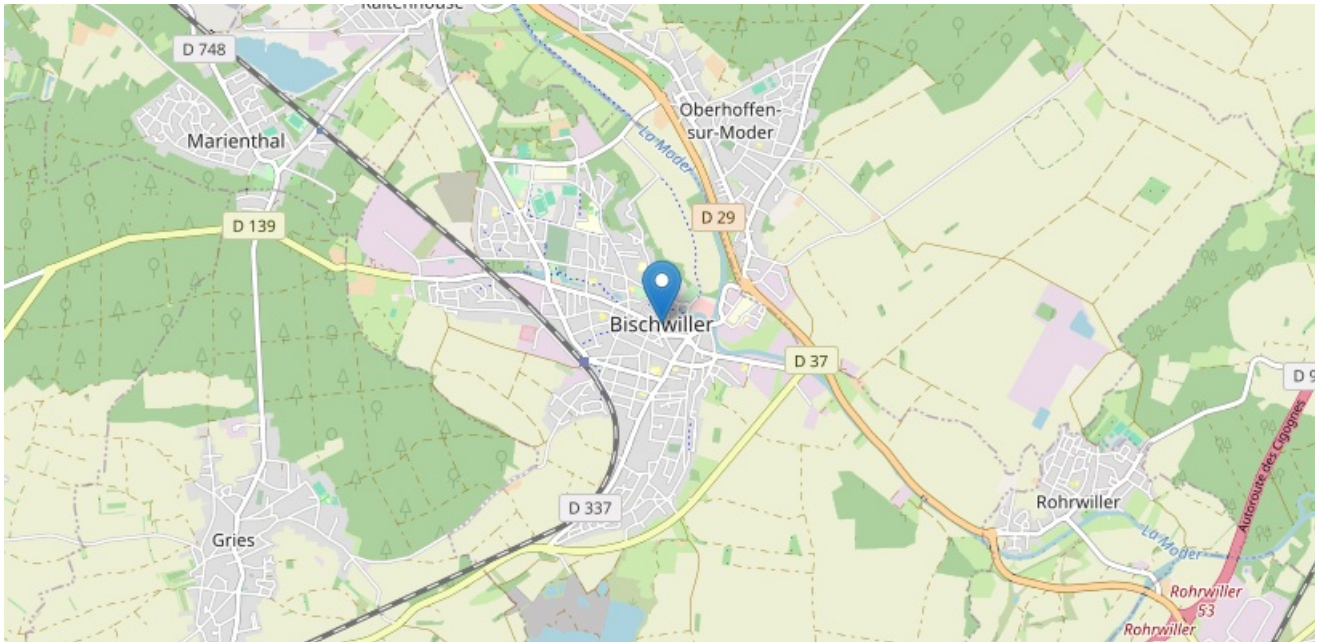 Kaltenhouse
D 748
Marienthal
Oberhoffen-
sur-Moder
La Moder
D 139
D 29
Bischwiller
D 37
D 9
Autoroute des Cigognes
Rohrwiller
D 337
Gries
La Moder
Rohrwiller
53
Rohrwiller